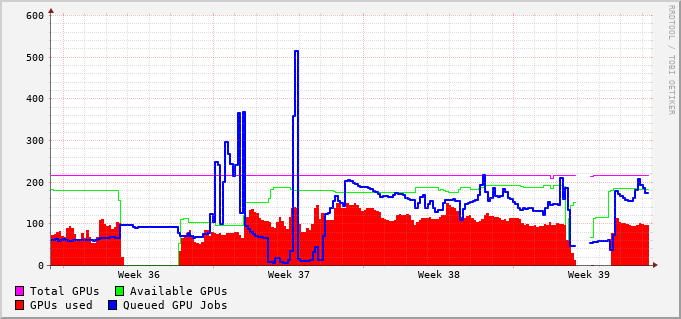 600
500
400
300
200
100
0
Week 36 Week 37 Week 38 Week 39
Total GPUs Available GPUs
GPUs used Queued GPU Jobs
RRDTOOL / TOBI OETIKER